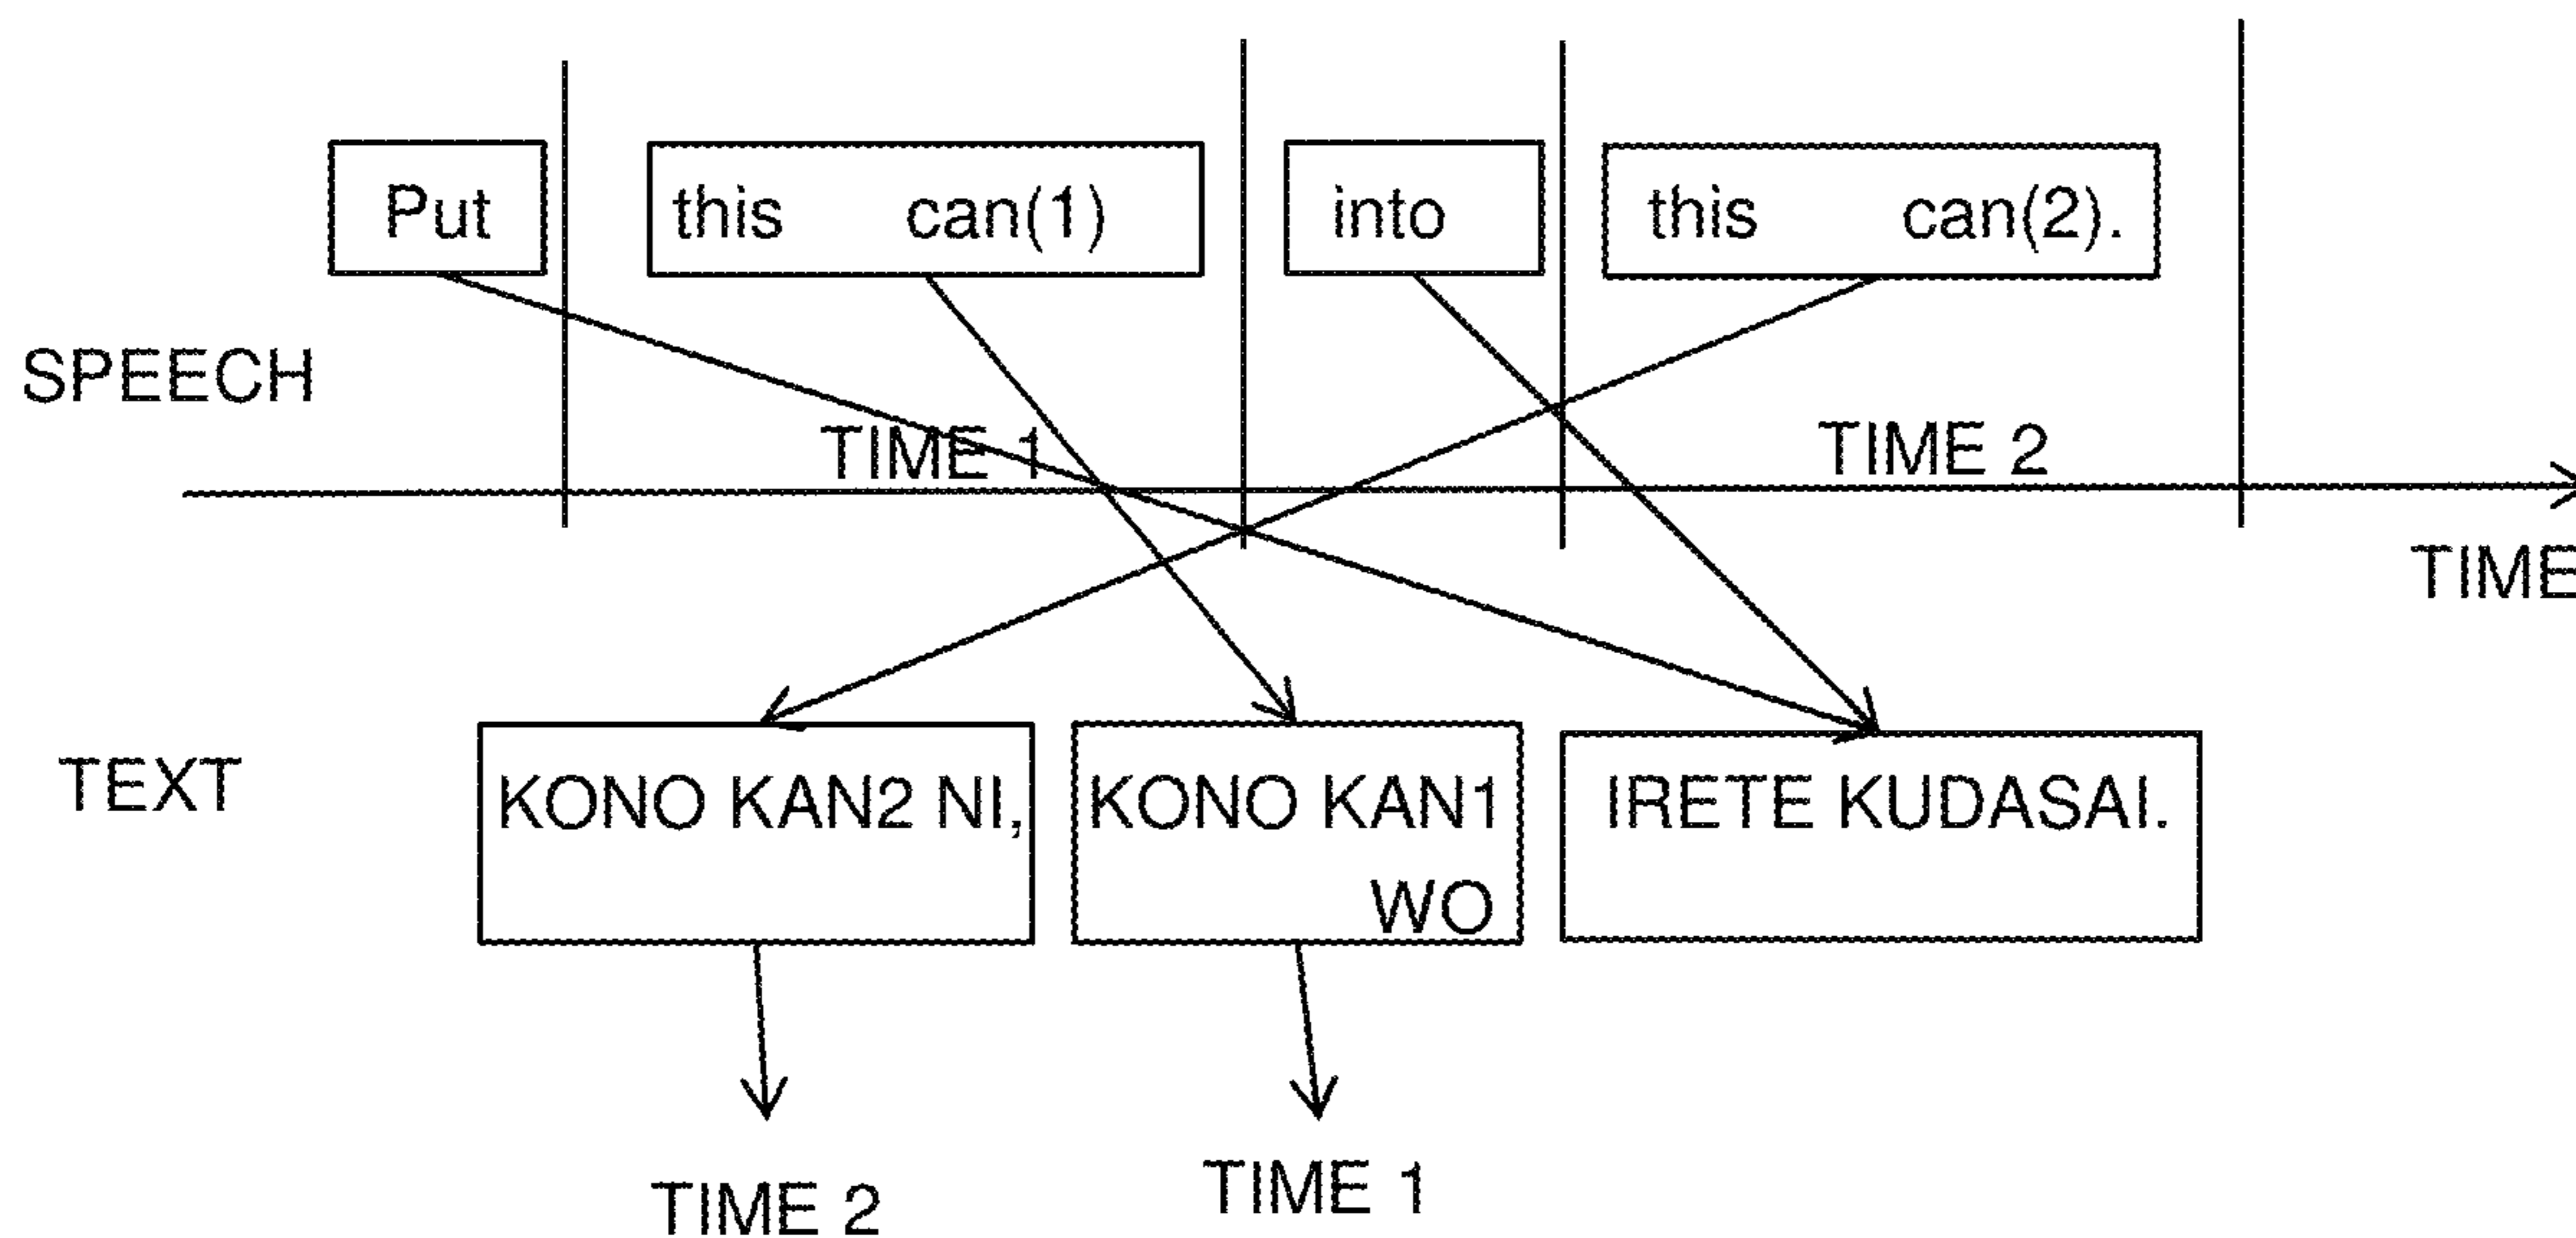 Put this can(1) into this can(2).
SPEECH
TIME 1 TIME 2
TIME
TEXT
KONO KAN2 NI, KONO KAN1 IRETE KUDASAI.
WO
TIME 2 TIME 1